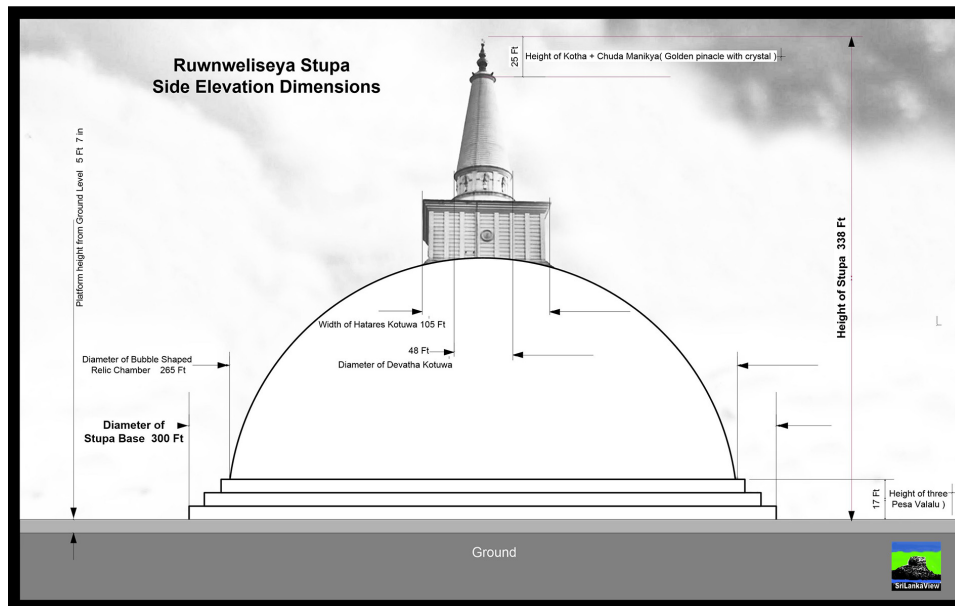 Ruwnweliseya Stupa
Side Elevation Dimensions
25 Ft
Height of Kotha + Chuda Manikya( Golden pinacle with crystal )
Platform height from Ground Level 5 Ft 7 in
Height of Stupa 338 Ft
L
Width of Hatares Kotuwa 105 Ft
48 Ft
Diameter of Devatha Kotuwa
Diameter of Bubble Shaped
Relic Chamber 265 Ft
Diameter of
Stupa Base 300 Ft
17 Ft
Height of three
Pesa Valalu )
Ground
SriLankaView